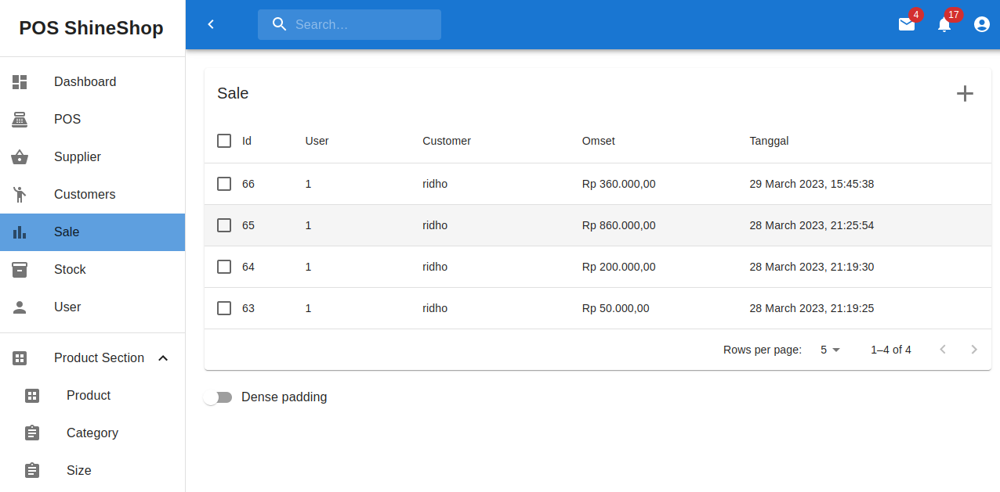 POS ShineShop
Search…
4
17
Dashboard
POS
Supplier
Customers
Sale
Stock
User
Product Section
Product
Category
Size
Sale
Id User Customer Omset Tanggal
66 1 ridho Rp 360.000,00 29 March 2023, 15:45:38
65 1 ridho Rp 860.000,00 28 March 2023, 21:25:54
64 1 ridho Rp 200.000,00 28 March 2023, 21:19:30
63 1 ridho Rp 50.000,00 28 March 2023, 21:19:25
Rows per page: 5 1–4 of 4
Dense padding